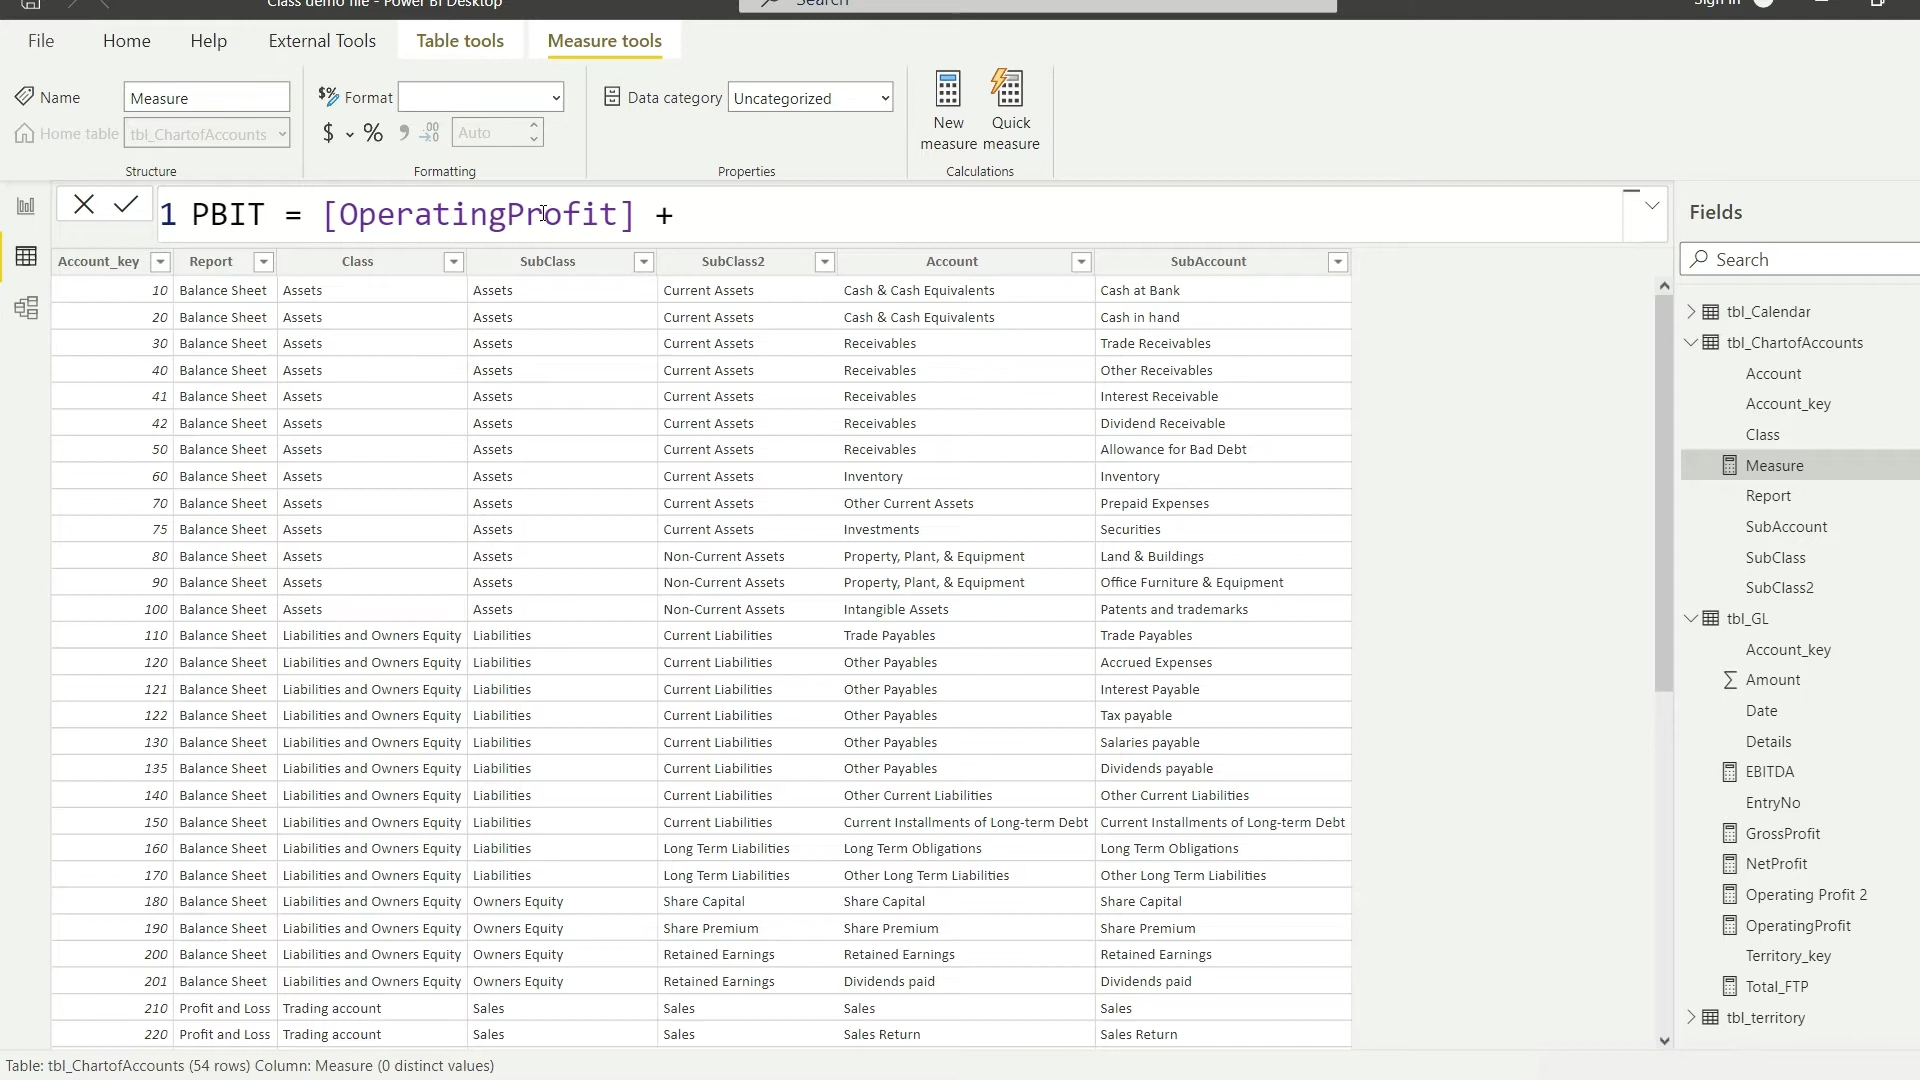 Class demo file - Power BI Desktop
Search
Sign in
File Home Help External Tools Table tools Measure tools
Name Measure
Format
Data category Uncategorized
New measure
Quick measure
Home table tbl_ChartofAccounts
$ % Auto
Structure Formatting Properties Calculations
1 PBIT = [OperatingProfit] +
Account_key Report Class SubClass SubClass2 Account SubAccount
10 Balance Sheet Assets Assets Current Assets Cash & Cash Equivalents Cash at Bank
20 Balance Sheet Assets Assets Current Assets Cash & Cash Equivalents Cash in hand
30 Balance Sheet Assets Assets Current Assets Receivables Trade Receivables
40 Balance Sheet Assets Assets Current Assets Receivables Other Receivables
41 Balance Sheet Assets Assets Current Assets Receivables Interest Receivable
42 Balance Sheet Assets Assets Current Assets Receivables Dividend Receivable
50 Balance Sheet Assets Assets Current Assets Receivables Allowance for Bad Debt
60 Balance Sheet Assets Assets Current Assets Inventory Inventory
70 Balance Sheet Assets Assets Current Assets Other Current Assets Prepaid Expenses
75 Balance Sheet Assets Assets Current Assets Investments Securities
80 Balance Sheet Assets Assets Non-Current Assets Property, Plant, & Equipment Land & Buildings
90 Balance Sheet Assets Assets Non-Current Assets Property, Plant, & Equipment Office Furniture & Equipment
100 Balance Sheet Assets Assets Non-Current Assets Intangible Assets Patents and trademarks
110 Balance Sheet Liabilities and Owners Equity Liabilities Current Liabilities Trade Payables Trade Payables
120 Balance Sheet Liabilities and Owners Equity Liabilities Current Liabilities Other Payables Accrued Expenses
121 Balance Sheet Liabilities and Owners Equity Liabilities Current Liabilities Other Payables Interest Payable
122 Balance Sheet Liabilities and Owners Equity Liabilities Current Liabilities Other Payables Tax payable
130 Balance Sheet Liabilities and Owners Equity Liabilities Current Liabilities Other Payables Salaries payable
135 Balance Sheet Liabilities and Owners Equity Liabilities Current Liabilities Other Payables Dividends payable
140 Balance Sheet Liabilities and Owners Equity Liabilities Current Liabilities Other Current Liabilities Other Current Liabilities
150 Balance Sheet Liabilities and Owners Equity Liabilities Current Liabilities Current Installments of Long-term Debt Current Installments of Long-term Debt
160 Balance Sheet Liabilities and Owners Equity Liabilities Long Term Liabilities Long Term Obligations Long Term Obligations
170 Balance Sheet Liabilities and Owners Equity Liabilities Long Term Liabilities Other Long Term Liabilities Other Long Term Liabilities
180 Balance Sheet Liabilities and Owners Equity Owners Equity Share Capital Share Capital Share Capital
190 Balance Sheet Liabilities and Owners Equity Owners Equity Share Premium Share Premium Share Premium
200 Balance Sheet Liabilities and Owners Equity Owners Equity Retained Earnings Retained Earnings Retained Earnings
201 Balance Sheet Liabilities and Owners Equity Owners Equity Retained Earnings Dividends paid Dividends paid
210 Profit and Loss Trading account Sales Sales Sales Sales
220 Profit and Loss Trading account Sales Sales Sales Return Sales Return
Fields
Search
tbl_Calendar
tbl_ChartofAccounts
Account
Account_key
Class
Measure
Report
SubAccount
SubClass
SubClass2
tbl_GL
Account_key
Amount
Date
Details
EBITDA
EntryNo
GrossProfit
NetProfit
Operating Profit 2
OperatingProfit
Territory_key
Total_FTP
tbl_territory
Table: tbl_ChartofAccounts (54 rows) Column: Measure (0 distinct values)